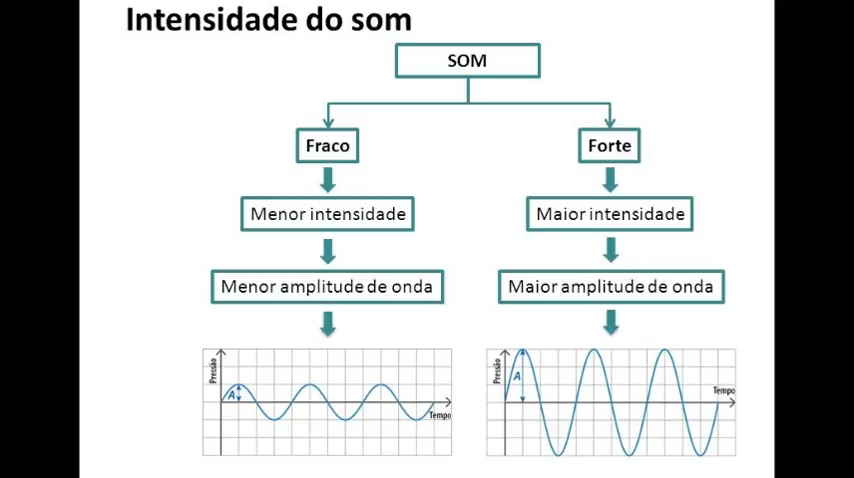 Intensidade do som
SOM
Fraco
Forte
Menor intensidade
Maior intensidade
Menor amplitude de onda
Maior amplitude de onda
Pressão
A
Tempo
Pressão
A
Tempo